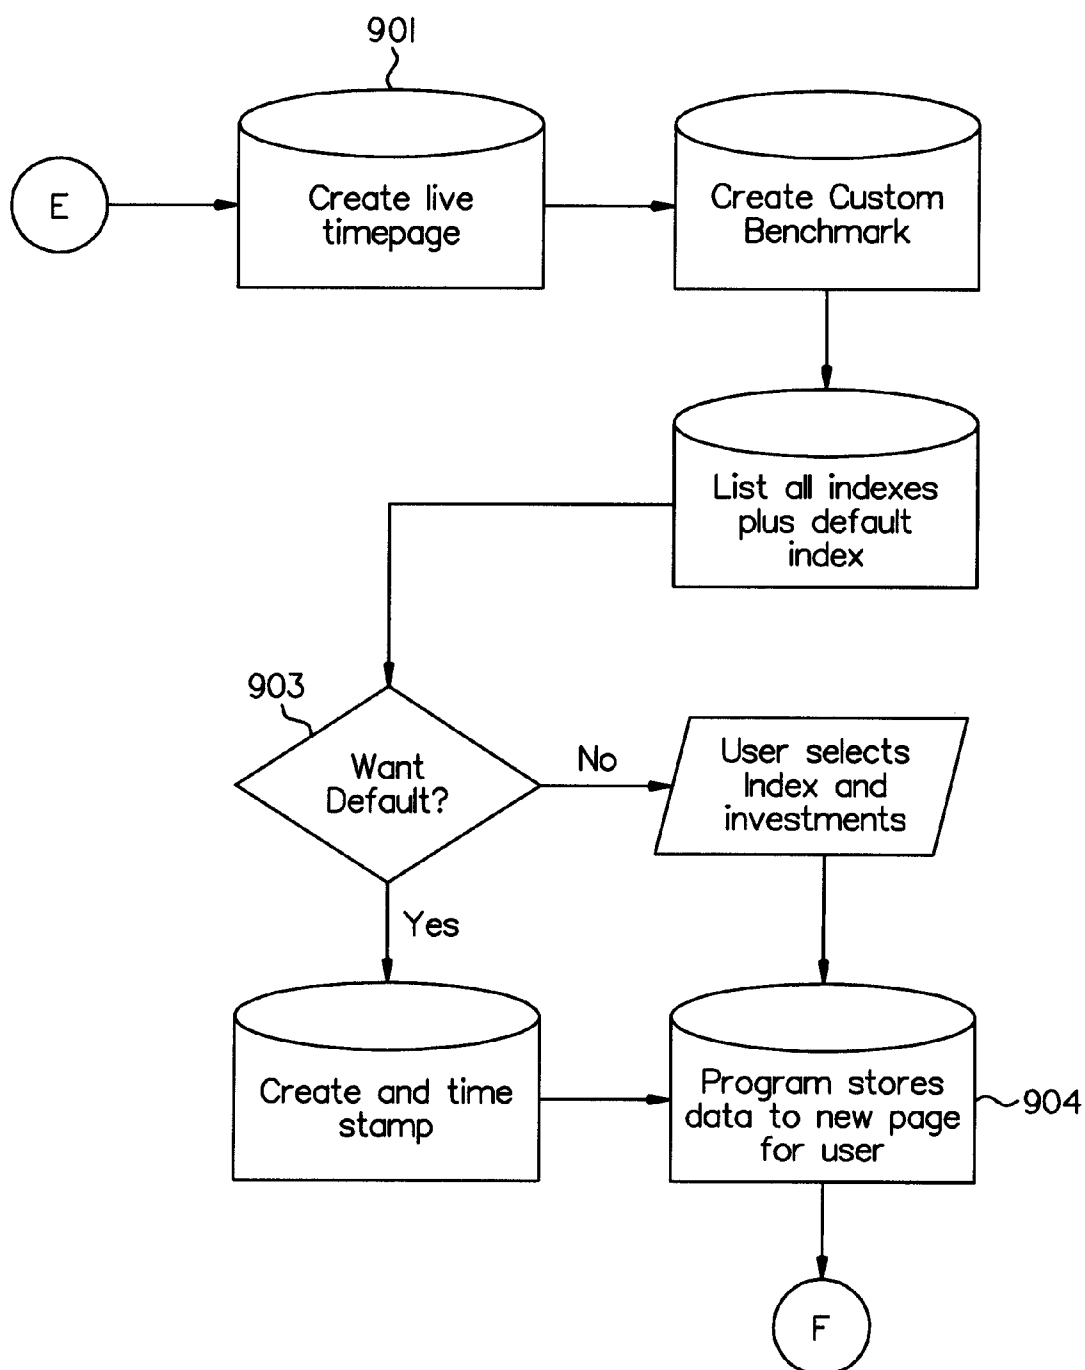 901
E
Create live
timepage
Create Custom
Benchmark
List all indexes
plus default
index
903
Want
Default?
No
User selects
Index and
investments
Yes
Create and time
stamp
Program stores
data to new page
for user
904
F